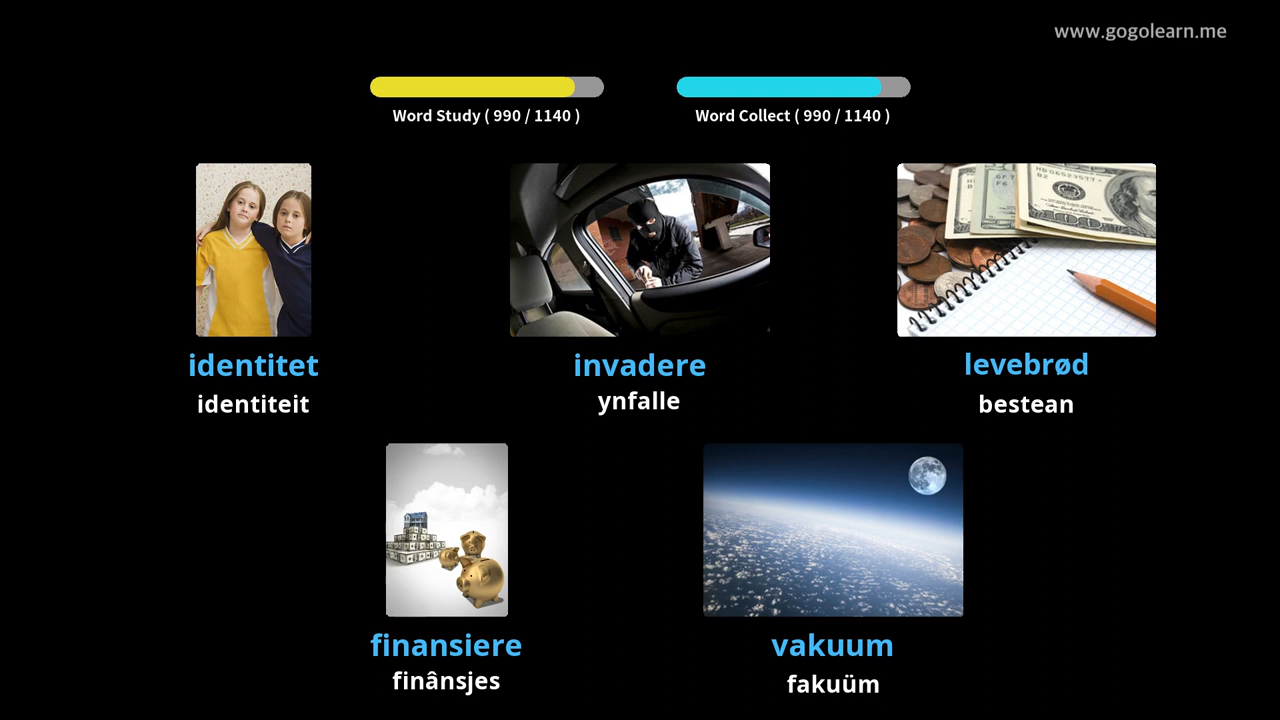 www.gogolearn.me
Word Study ( 990 / 1140 )
Word Collect ( 990 / 1140 )
identitet
identiteit
invadere
ynfalle
levebrød
bestean
finansiere
finânsjes
vakuum
fakuüm